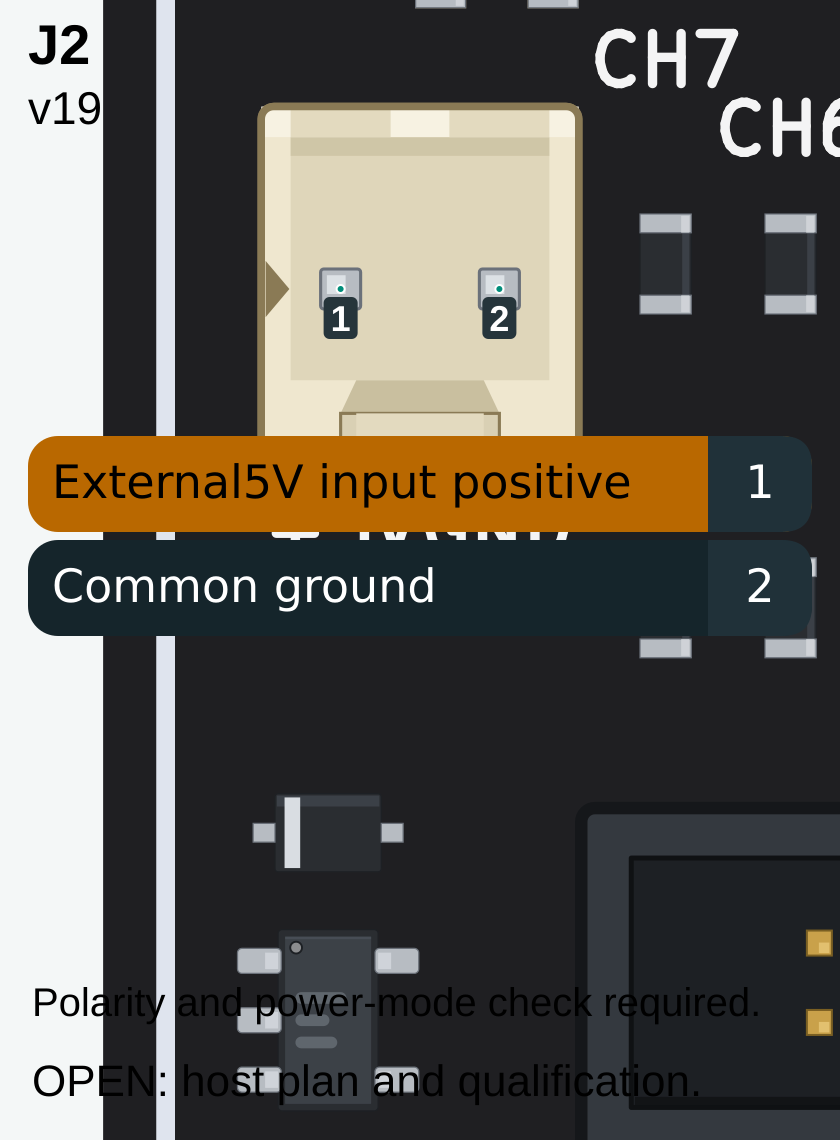 J2
v19
CH7
1
2
External5V input positive 1
Common ground 2
Polarity and power-mode check required.
OPEN: host plan and qualification.